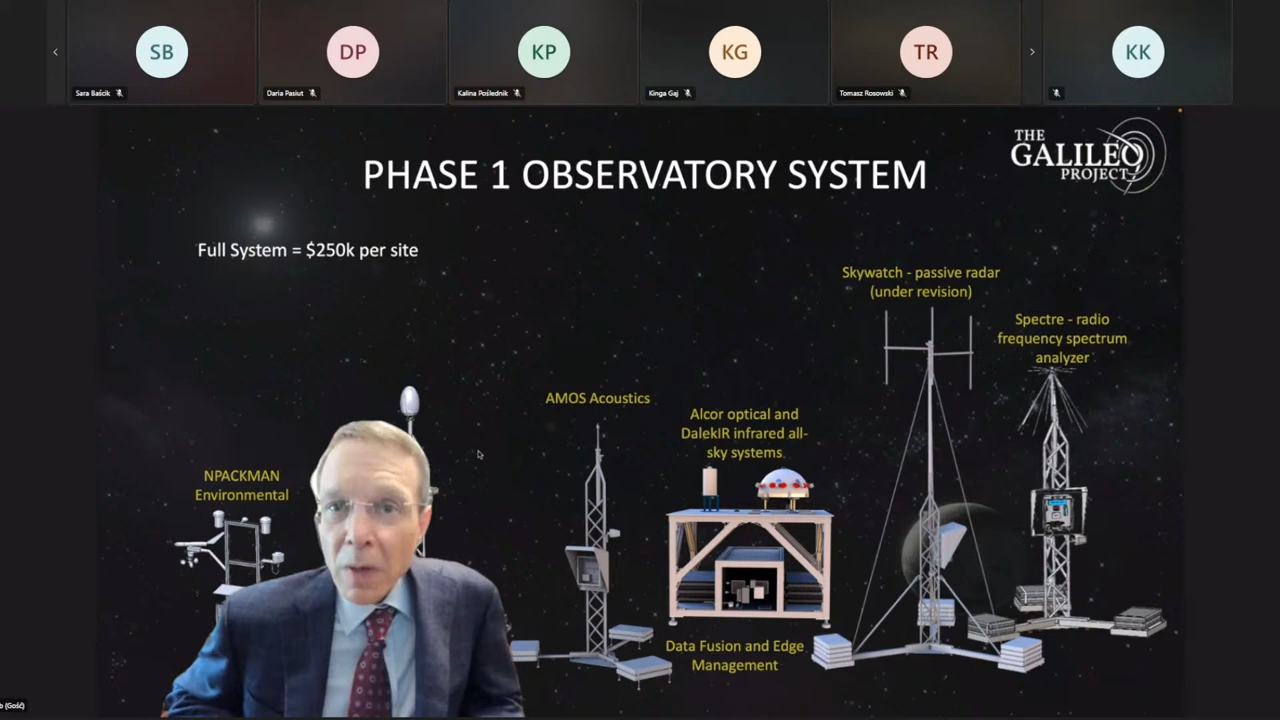 SB
DP
KP
KG
TR
KK
Sara Baścik
Daria Pasiut
Kalina Poślednik
Kinga Gaj
Tomasz Rosowski
THE
GALILEO
PROJECT
PHASE 1 OBSERVATORY SYSTEM
Full System = $250k per site
Skywatch - passive radar
(under revision)
Spectre - radio
frequency spectrum
analyzer
AMOS Acoustics
Alcor optical and
DalekIR infrared all-
sky systems
NPACKMAN
Environmental
Data Fusion and Edge
Management
b (Gość)